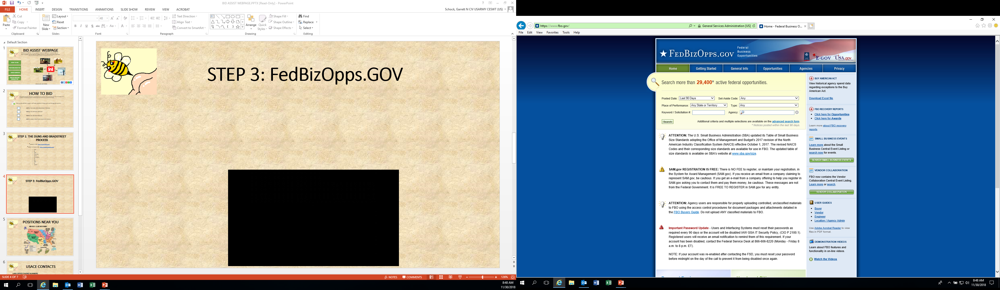 BID ASSIST WEBPAGE.PPTX [Read-Only] - PowerPoint
FILE HOME INSERT DESIGN TRANSITIONS ANIMATIONS SLIDE SHOW REVIEW VIEW ACROBAT
Schock, Garrett N CIV USARMY CESWT (US)
Paste
Cut
Copy
Format Painter
Clipboard
New Slide
Layout
Reset
Section
Slides
48
Font
Text Direction
Align Text
Convert to SmartArt
Paragraph
Arrange
Quick Styles
Shape Fill
Shape Outline
Shape Effects
Drawing
Find
Replace
Select
Editing
Default Section
1
BID ASSIST WEBPAGE
2
HOW TO BID
3
STEP 1: THE DUNS AND BRADSTREET
PROCESS
4
STEP 3: FedBizOpps.GOV
5
POSITIONS NEAR YOU
6
USACE CONTACTS
LAKE OFFICE PHONE NUMBERS
STEP 3: FedBizOpps.GOV
SLIDE 4 OF 7
NOTES COMMENTS 126%
8:48 AM
11/30/2018
https://www.fbo.gov/
General Services Administration [US]
Home - Federal Business O...
File Edit View Favorites Tools Help
FEDBIZOPPS.GOV
Federal
Business
Opportunities
IAE E-GOV USA.gov
Home Getting Started General Info Opportunities Agencies Privacy
Search more than 29,400* active federal opportunities.
Posted Date: Last 90 Days Set-Aside Code: Any
Place of Performance: Any State or Territory Type: Any
Keyword / Solicitation #: Agency:
Search
Additional criteria and multiple selections are available on the advanced search form.
* Notices posted within the last 90 days.
ATTENTION: The U.S. Small Business Administration (SBA) updated its Table of Small Business
Size Standards adopting the Office of Management and Budget's 2017 revision of the North
American Industry Classification System (NAICS) effective October 1, 2017. The revised NAICS
Codes and their corresponding size standards are available for use in FBO. The updated table of
size standards is available on SBA's website at www.sba.gov/size.
SAM.gov REGISTRATION IS FREE: There is NO FEE to register, or maintain your registration, in
the System for Award Management (SAM.gov). If you receive an email from a company claiming to
represent SAM.gov, be cautious. If you get an e-mail from a company offering to help you register in
SAM.gov asking you to contact them and pay them money, be cautious. These messages are not
from the Federal Government. It is FREE TO REGISTER in SAM.gov for any entity.
ATTENTION: Agency users are responsible for properly uploading controlled, unclassified materials
to FBO using the access control procedures for document packages and attachments detailed in
the FBO Buyers Guide. Do not upload ANY classified materials to FBO.
Important Password Update - Users and Interfacing Systems must reset their passwords as
required every 90 days or the account will be disabled IAW GSA IT Security Policy, (CIO P 2100.1).
Registered users will receive an email notification to remind them of this requirement. If your
account has been disabled, contact the Federal Service Desk at 866-606-8220 (Monday - Friday 8
a.m. to 8 p.m. ET).
NOTE: If your account was re-enabled after contacting the FSD, you must reset your password
before midnight on the day of the call to prevent it from being disabled once again.
BUY AMERICAN ACT
View historical agency spend data
regarding exceptions to the Buy
American Act.
Download Excel file
FBO RECOVERY REPORTS
Click here for Opportunities
Click here for Awards
Learn more about FBO recovery
reports.
SMALL BUSINESS EVENTS
Learn more about the Small
Business Central Event Listing or
search now for events.
SEARCH SMALL BUSINESS EVENTS
VENDOR COLLABORATION
FBO now contains the Vendor
Collaboration Central Event Listing.
Learn more or search.
VENDOR COLLABORATION
USER GUIDES
Buyer
Vendor
Engineer
Location / Agency Admin
Use Adobe Acrobat Reader to view
files in PDF format.
DEMONSTRATION VIDEOS
Learn about FBO features and
functionality in on-line videos.
Watch the Videos
8:48 AM
11/30/2018